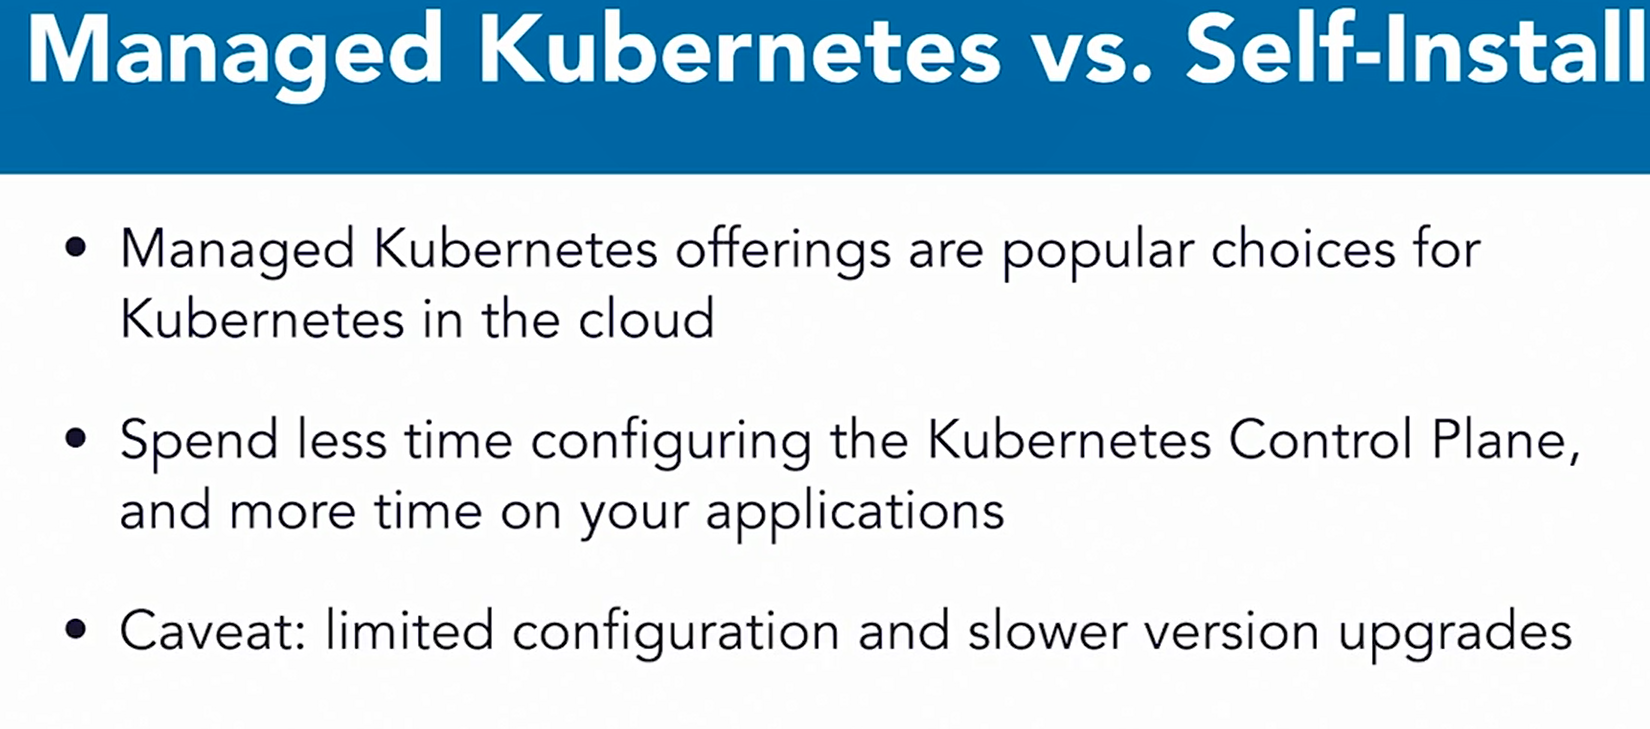 Managed Kubernetes vs. Self-Install
• Managed Kubernetes offerings are popular choices for
Kubernetes in the cloud
• Spend less time configuring the Kubernetes Control Plane,
and more time on your applications
• Caveat: limited configuration and slower version upgrades